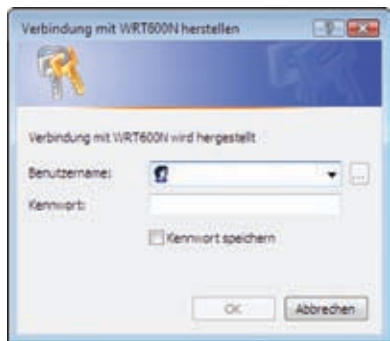 Verbindung mit WRT600N herstellen
Verbindung mit WRT600N wird hergestellt
Benutzername:
Kennwort:
Kennwort speichern
OK Abbrechen